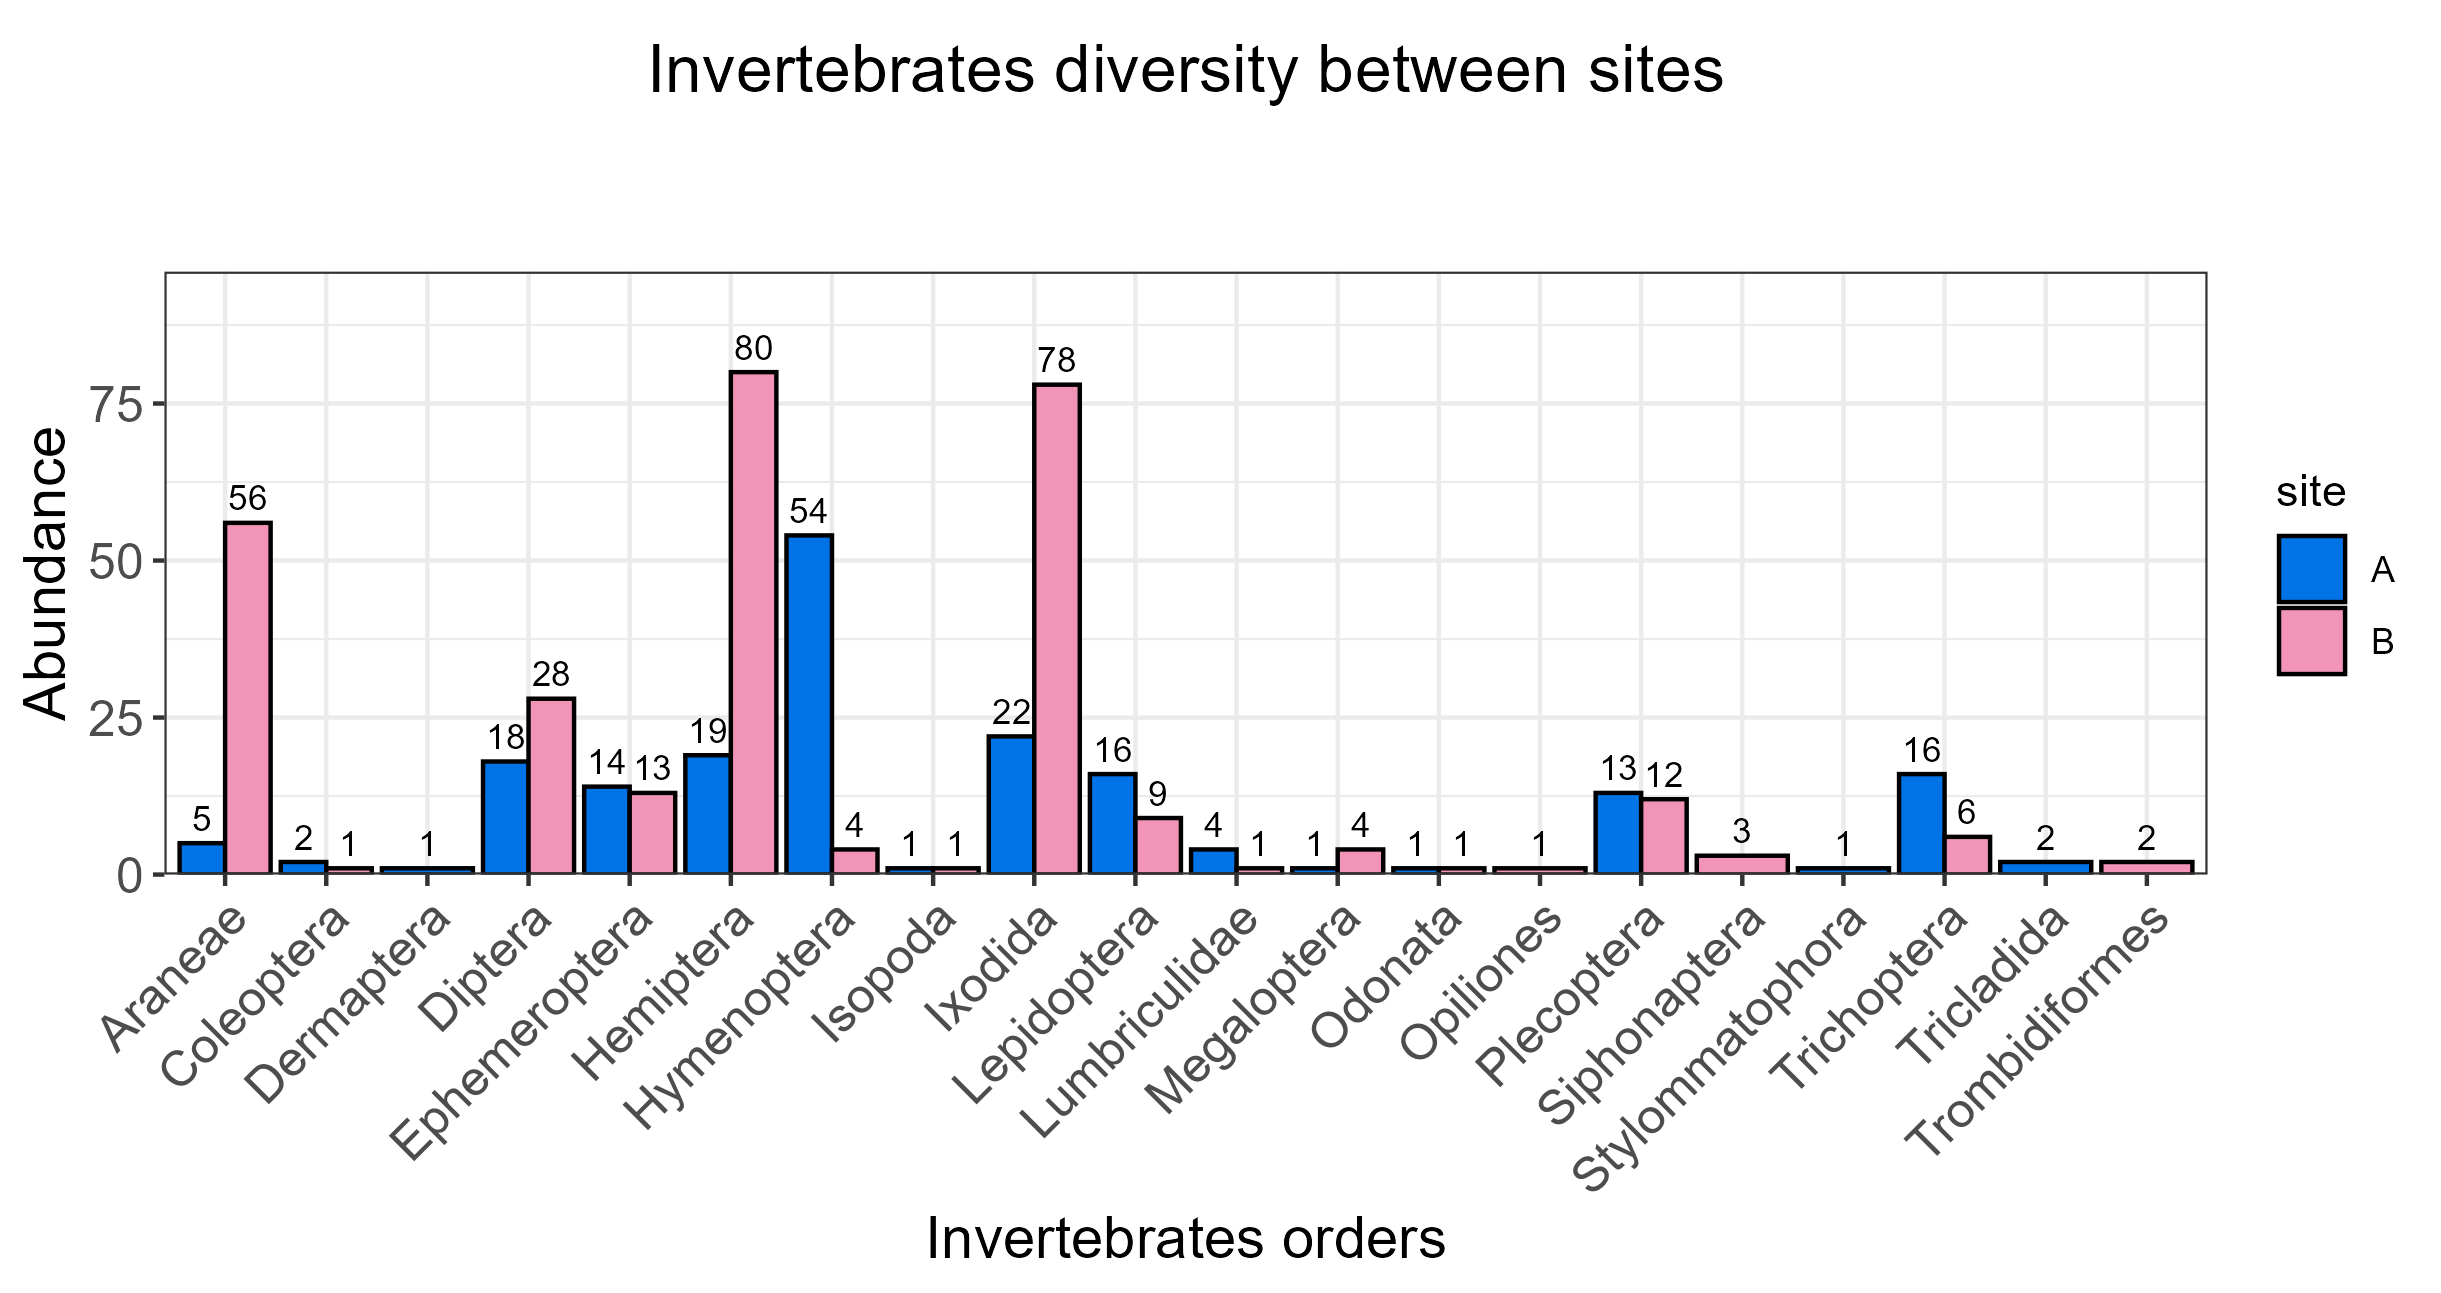 Invertebrates diversity between sites
Abundance
75
50
25
0
5
56
2
1
1
18
28
14
13
19
80
54
4
1
1
22
78
16
9
4
1
1
4
1
1
1
13
12
3
1
16
6
2
2
Araneae
Coleoptera
Dermaptera
Diptera
Ephemeroptera
Hemiptera
Hymenoptera
Isopoda
Ixodida
Lepidoptera
Lumbriculidae
Megaloptera
Odonata
Opiliones
Plecoptera
Siphonaptera
Stylommatophora
Trichoptera
Tricladida
Trombidiformes
Invertebrates orders
site
A
B